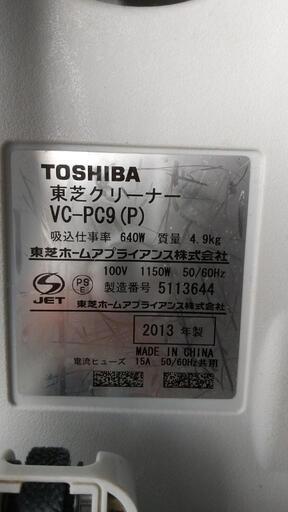 TOSHIBA
東芝クリーナー
VC-PC9(P)
吸込仕事率 640W 質量 4.9kg
東芝ホームアプライアンス株式会社
100V 1150W 50/60Hz
製造番号 5113644
S
JET
PS
E
東芝ホームアプライアンス株式会社
2013 年製
MADE IN CHINA
電流ヒューズ 15A 50/60Hz共用